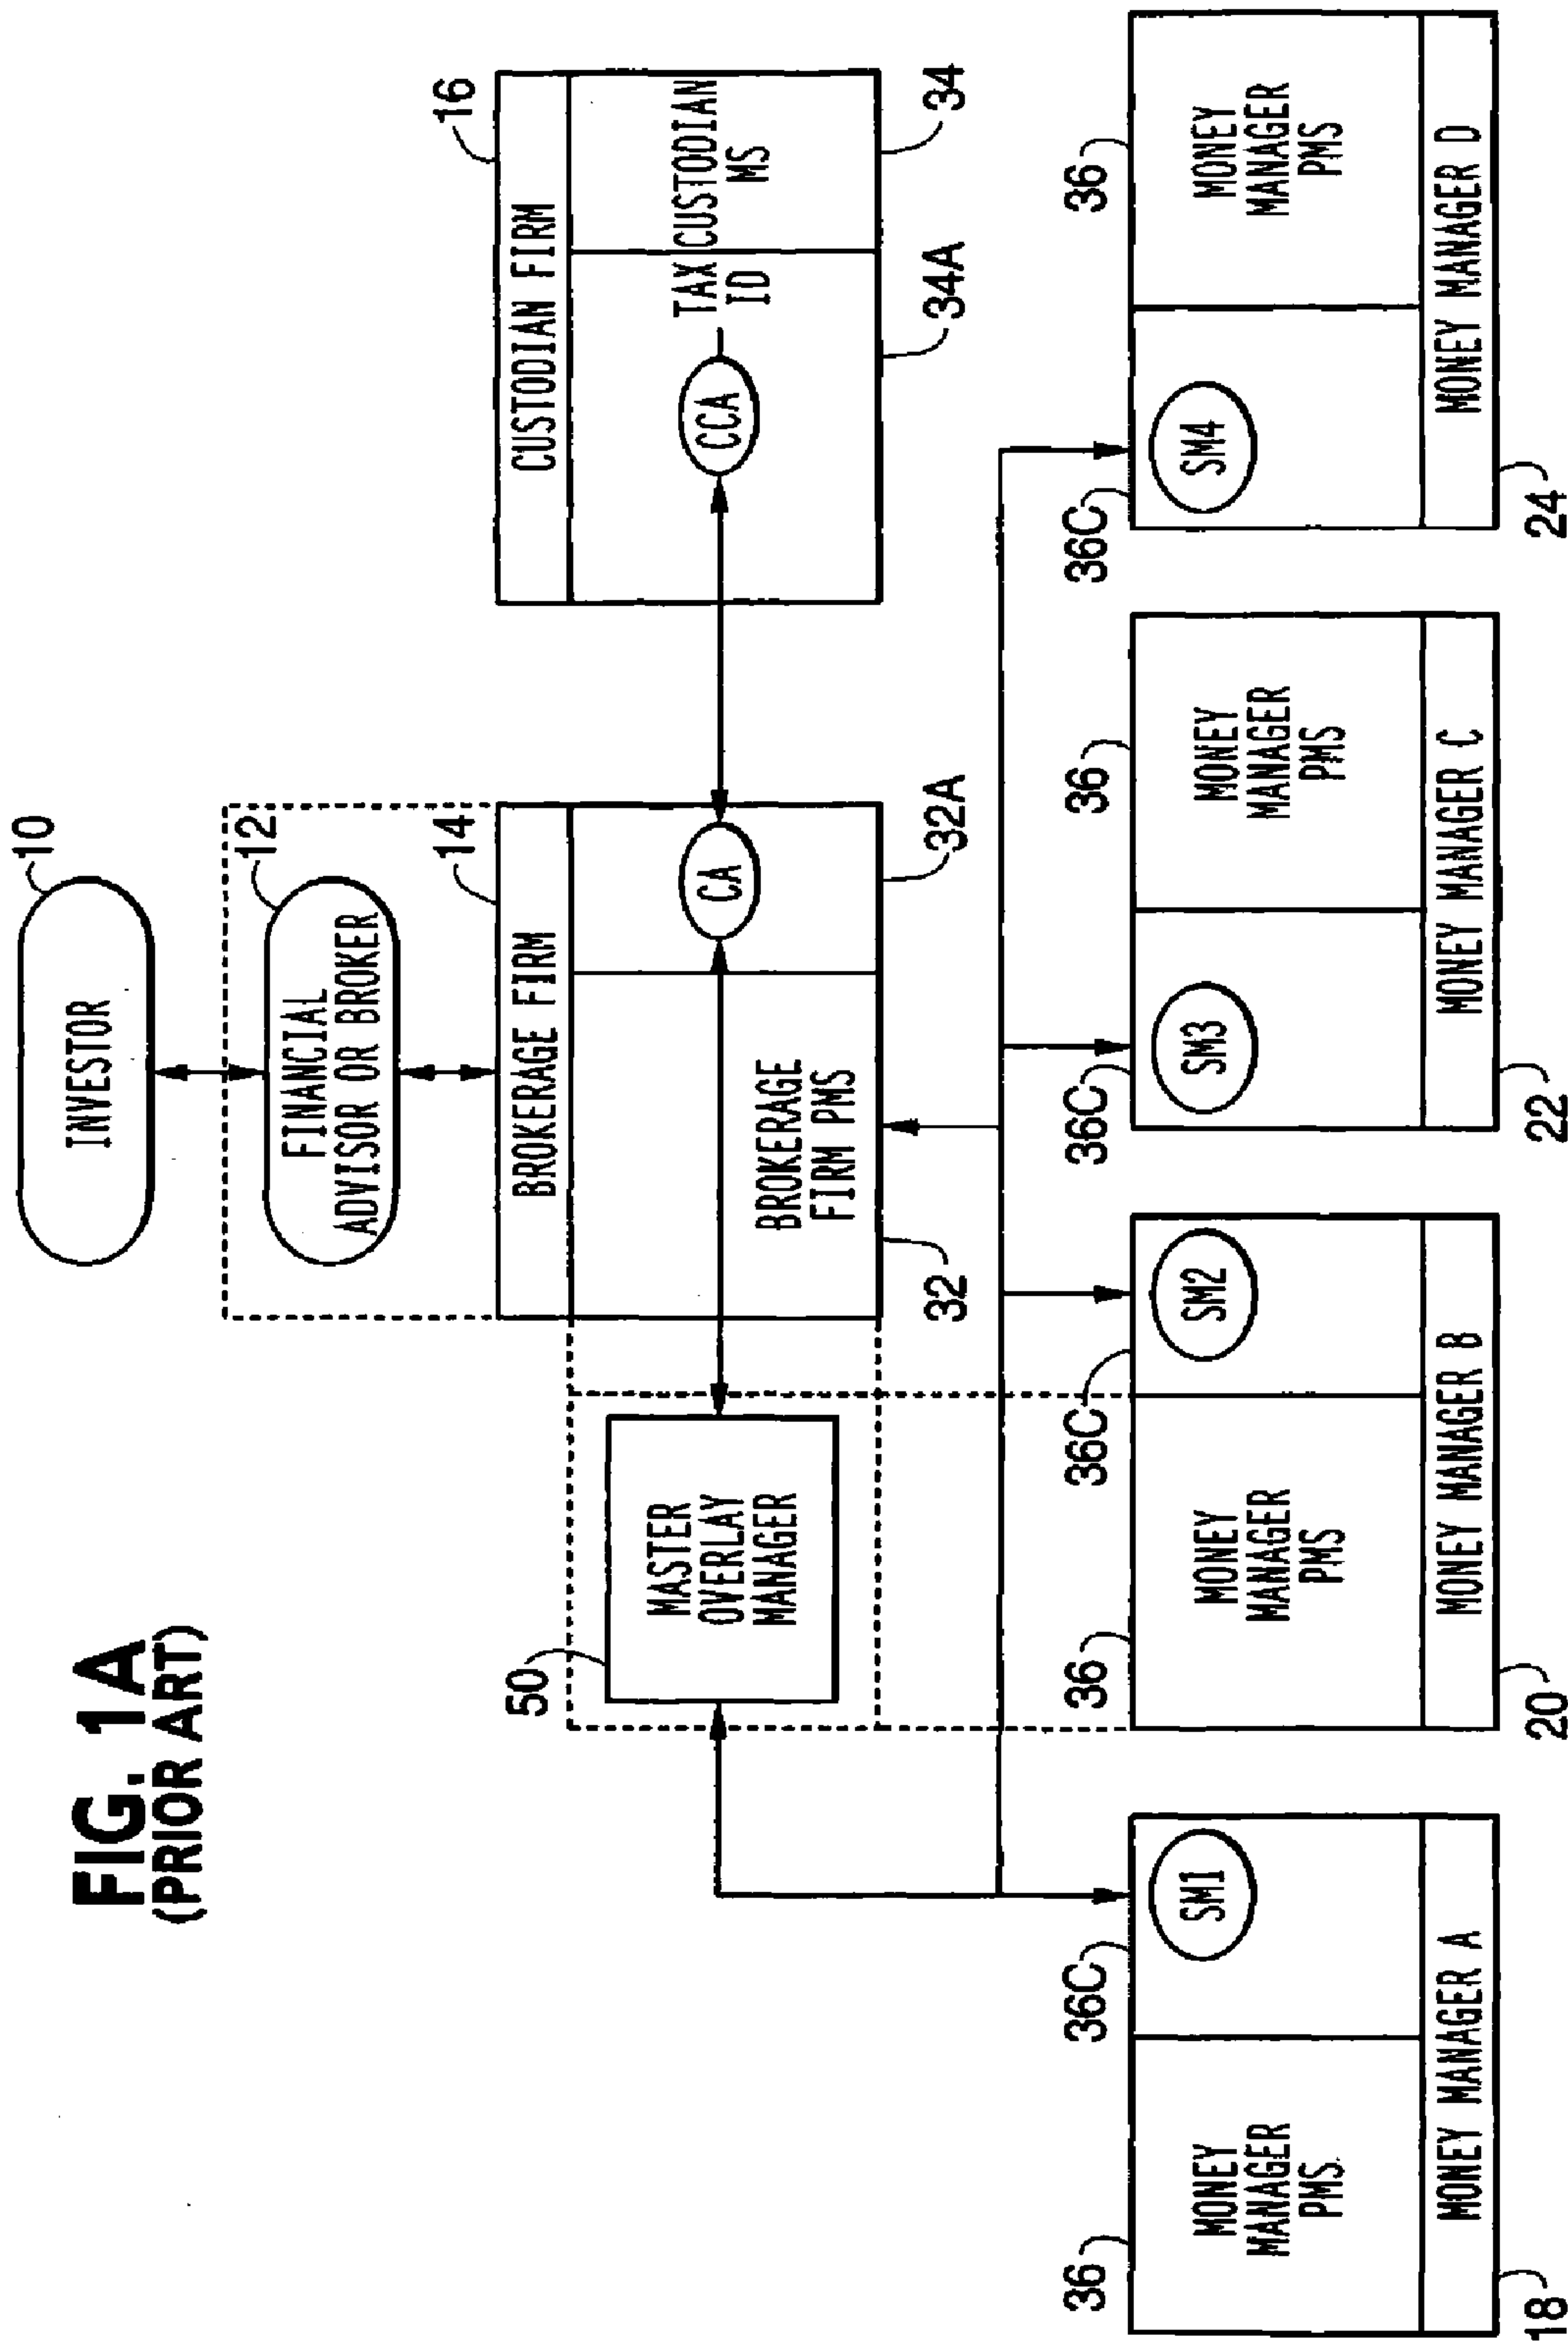 FIG. 1A
(PRIOR ART)
INVESTOR
10
FINANCIAL
ADVISOR OR BROKER
12
BROKERAGE FIRM
14
CA
BROKERAGE
FIRM PMS
32
32A
CUSTODIAN FIRM
16
CCA
TAX
ID
CUSTODIAN
MS
34A
34
50
MASTER
OVERLAY
MANAGER
36
36C
MONEY
MANAGER
PMS
SM1
MONEY MANAGER A
18
36
36C
MONEY
MANAGER
PMS
SM2
MONEY MANAGER B
20
36C
36
SM3
MONEY
MANAGER
PMS
MONEY MANAGER C
22
36C
36
SM4
MONEY
MANAGER
PMS
MONEY MANAGER D
24